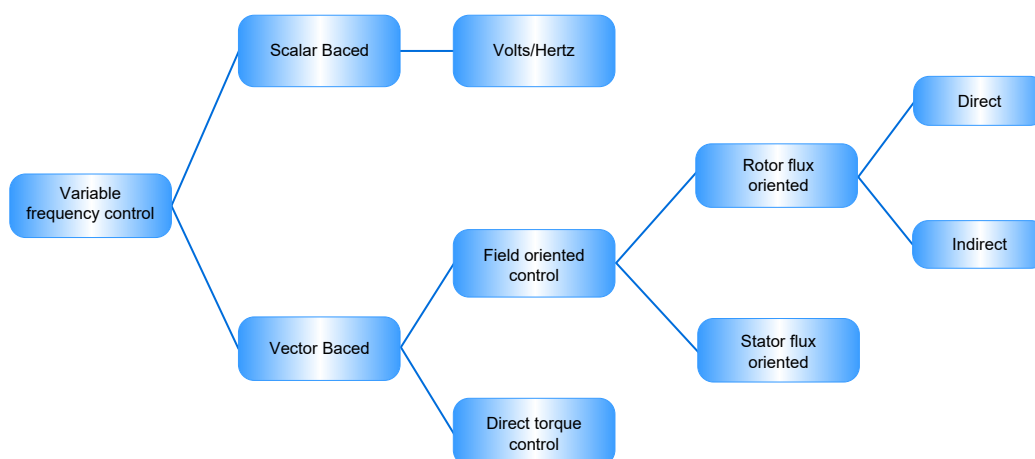 Scalar Baced
Volts/Hertz
Direct
Rotor flux
oriented
Variable
frequency control
Indirect
Field oriented
control
Vector Baced
Stator flux
oriented
Direct torque
control